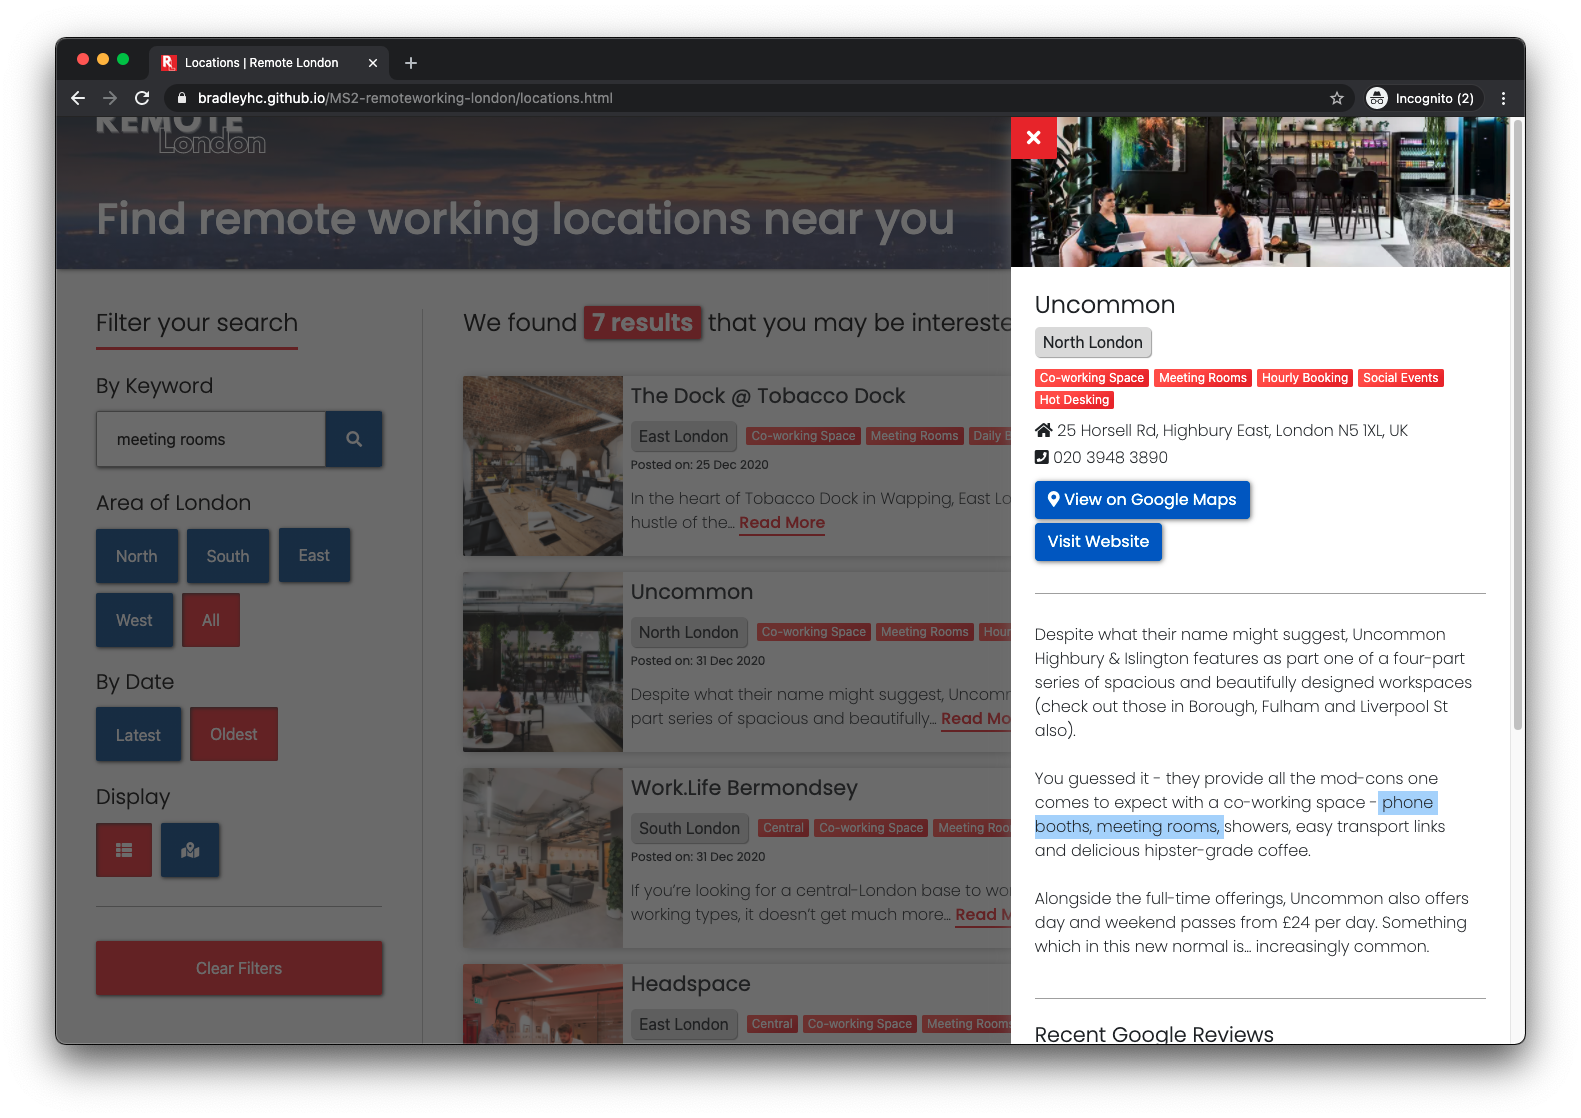 Locations | Remote London
bradleyhc.github.io/MS2-remoteworking-london/locations.html
Incognito (2)
REMOTE
London
Find remote working locations near you
Filter your search
By Keyword
meeting rooms
Area of London
North
South
East
West
All
By Date
Latest
Oldest
Display
Clear Filters
We found 7 results that you may be intereste
The Dock @ Tobacco Dock
East London
Co-working Space
Meeting Rooms
Daily B
Posted on: 25 Dec 2020
In the heart of Tobacco Dock in Wapping, East Lo
hustle of the... Read More
Uncommon
North London
Co-working Space
Meeting Rooms
Hour
Posted on: 31 Dec 2020
Despite what their name might suggest, Uncomm
part series of spacious and beautifully... Read Mo
Work.Life Bermondsey
South London
Central
Co-working Space
Meeting Roo
Posted on: 31 Dec 2020
If you're looking for a central-London base to wo
working types, it doesn't get much more... Read M
Headspace
East London
Central
Co-working Space
Meeting Rooms
Uncommon
North London
Co-working Space
Meeting Rooms
Hourly Booking
Social Events
Hot Desking
25 Horsell Rd, Highbury East, London N5 1XL, UK
020 3948 3890
View on Google Maps
Visit Website
Despite what their name might suggest, Uncommon
Highbury & Islington features as part one of a four-part
series of spacious and beautifully designed workspaces
(check out those in Borough, Fulham and Liverpool St
also).
You guessed it - they provide all the mod-cons one
comes to expect with a co-working space - phone
booths, meeting rooms, showers, easy transport links
and delicious hipster-grade coffee.
Alongside the full-time offerings, Uncommon also offers
day and weekend passes from £24 per day. Something
which in this new normal is... increasingly common.
Recent Google Reviews